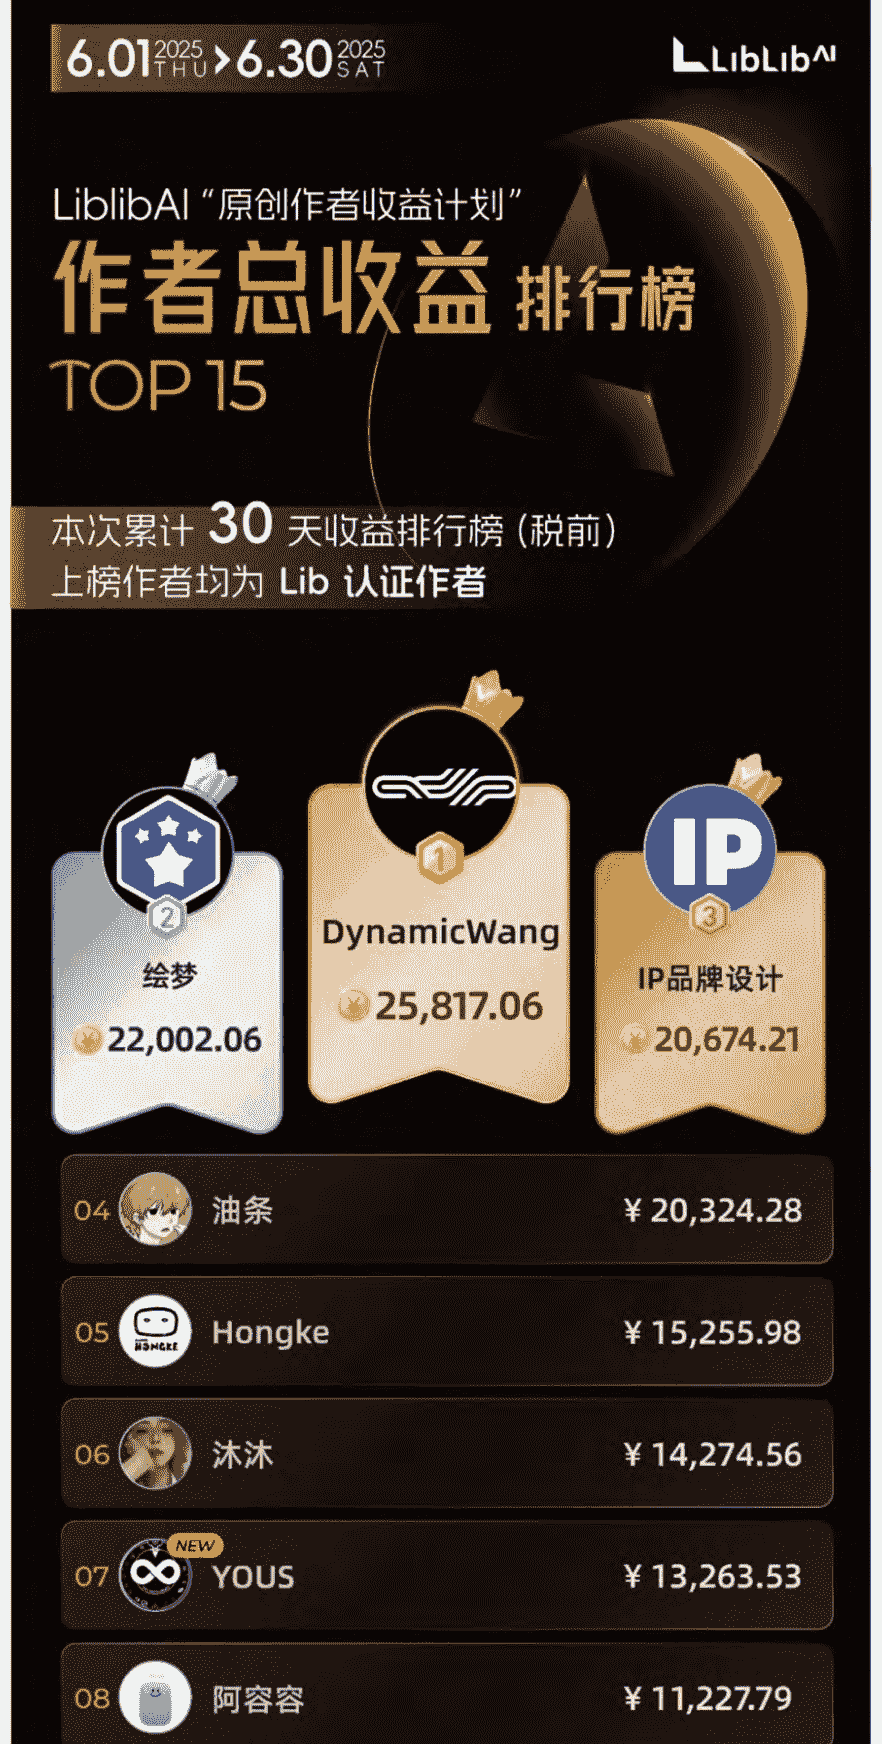 6.01 2025 THU > 6.30 2025 SAT
LIbLIbAI
LiblibAI “原创作者收益计划”
作者总收益 排行榜
TOP 15
本次累计 30 天收益排行榜（税前）
上榜作者均为 Lib 认证作者
1
DynamicWang
25,817.06
2
绘梦
22,002.06
IP
3
IP品牌设计
20,674.21
04 油条 ¥ 20,324.28
05 HONGKE Hongke ¥ 15,255.98
06 沐沐 ¥ 14,274.56
07 NEW YOUS ¥ 13,263.53
08 阿容容 ¥ 11,227.79